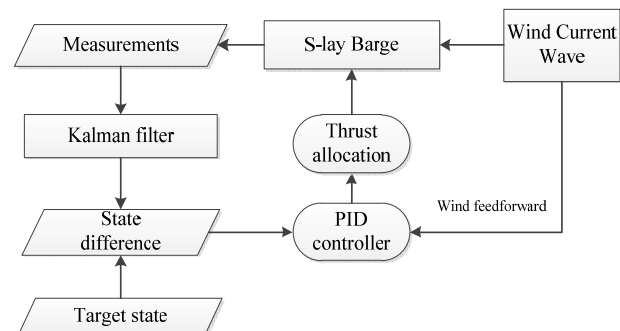 Measurements
S-lay Barge
Wind Current
Wave
Kalman filter
Thrust
allocation
State
difference
PID
controller
Wind feedforward
Target state